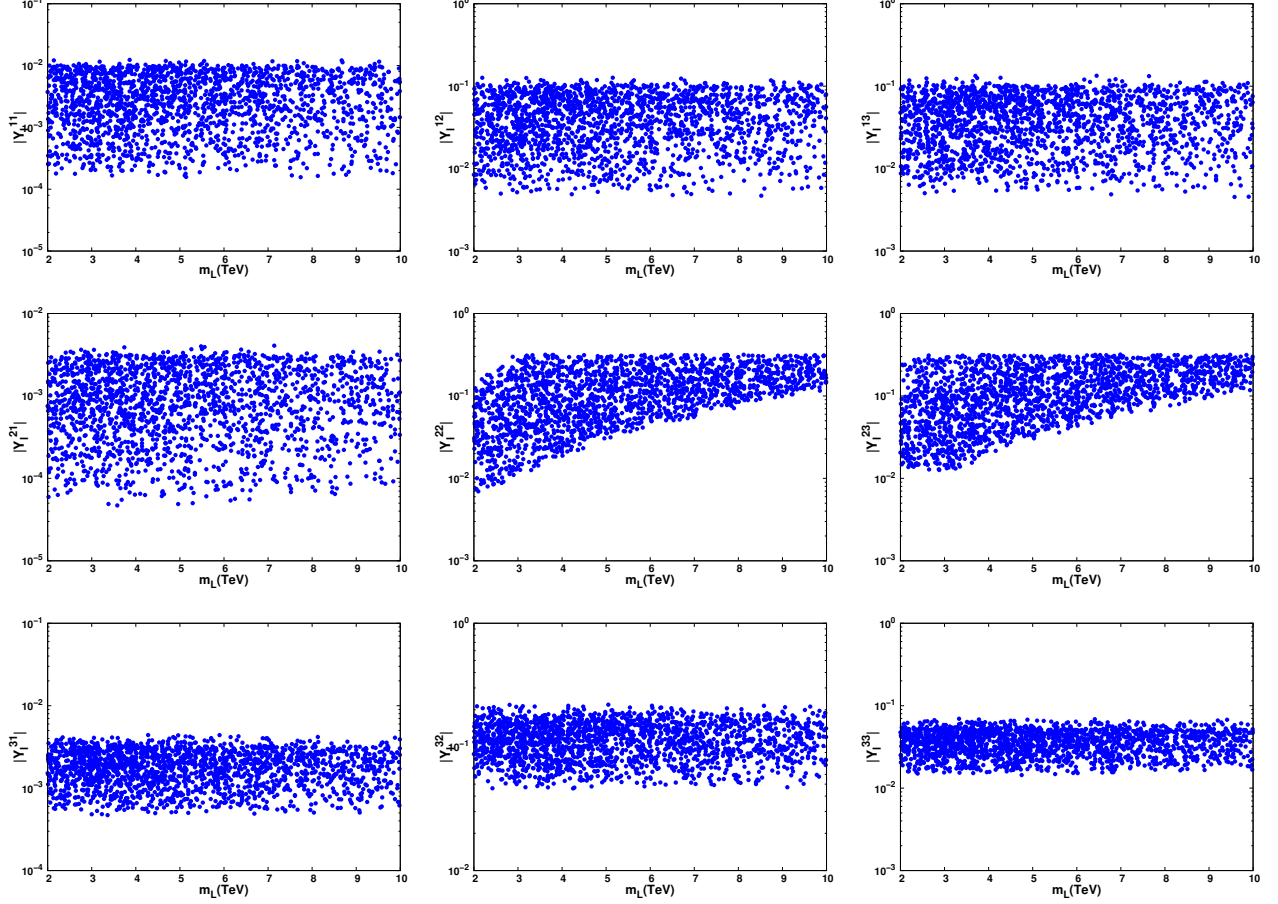 10⁻¹
10⁻²
10⁻³
10⁻⁴
10⁻⁵
|Y_l^{11}|
2 3 4 5 6 7 8 9 10
m_L(TeV)
10⁰
10⁻¹
10⁻²
10⁻³
|Y_l^{12}|
2 3 4 5 6 7 8 9 10
m_L(TeV)
10⁰
10⁻¹
10⁻²
10⁻³
|Y_l^{13}|
2 3 4 5 6 7 8 9 10
m_L(TeV)
10⁻²
10⁻³
10⁻⁴
10⁻⁵
|Y_l^{21}|
2 3 4 5 6 7 8 9 10
m_L(TeV)
10⁰
10⁻¹
10⁻²
10⁻³
|Y_l^{22}|
2 3 4 5 6 7 8 9 10
m_L(TeV)
10⁰
10⁻¹
10⁻²
10⁻³
|Y_l^{23}|
2 3 4 5 6 7 8 9 10
m_L(TeV)
10⁻¹
10⁻²
10⁻³
10⁻⁴
|Y_l^{31}|
2 3 4 5 6 7 8 9 10
m_L(TeV)
10⁰
10⁻¹
10⁻²
|Y_l^{32}|
2 3 4 5 6 7 8 9 10
m_L(TeV)
10⁰
10⁻¹
10⁻²
10⁻³
|Y_l^{33}|
2 3 4 5 6 7 8 9 10
m_L(TeV)